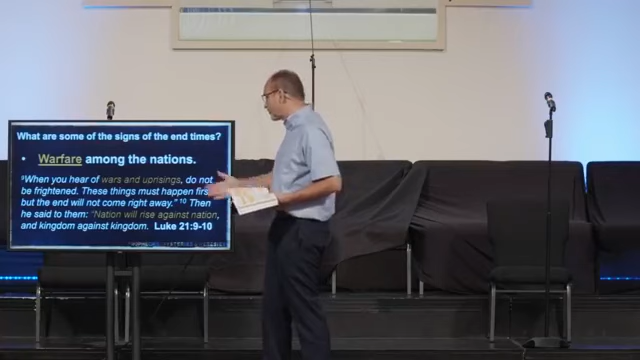 What are some of the signs of the end times?
• Warfare among the nations.
"⁹When you hear of wars and uprisings, do not
be frightened. These things must happen first,
but the end will not come right away." ¹⁰ Then
he said to them: "Nation will rise against nation,
and kingdom against kingdom. Luke 21:9-10